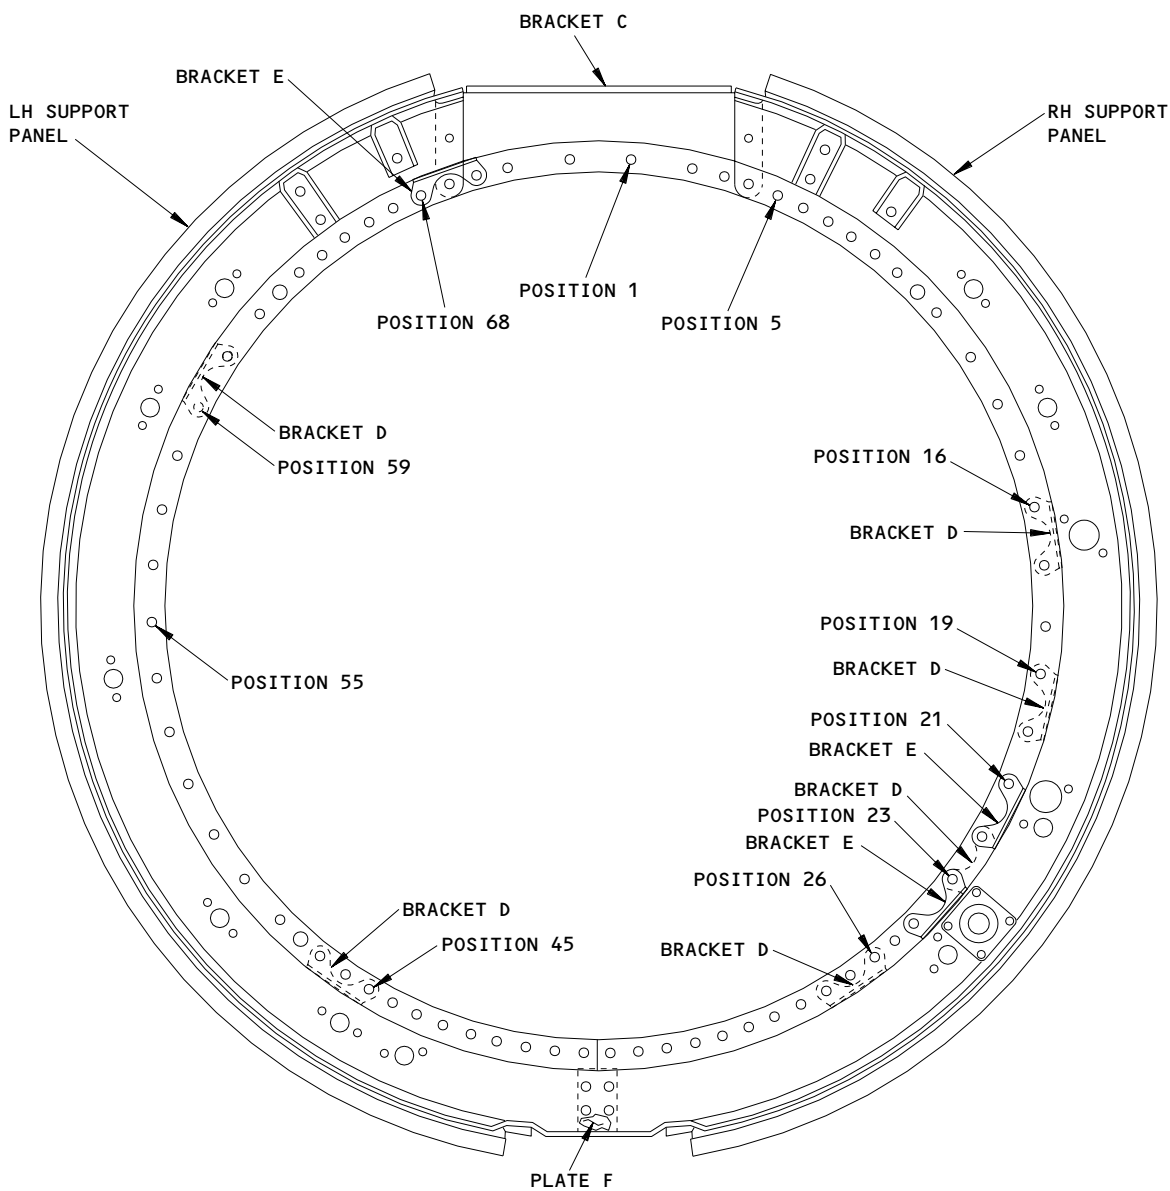 BRACKET C
BRACKET E
LH SUPPORT
PANEL
RH SUPPORT
PANEL
POSITION 1
POSITION 68
POSITION 5
BRACKET D
POSITION 59
POSITION 16
BRACKET D
POSITION 19
BRACKET D
POSITION 55
POSITION 21
BRACKET E
BRACKET D
POSITION 23
BRACKET E
POSITION 26
BRACKET D
POSITION 45
BRACKET D
PLATE F